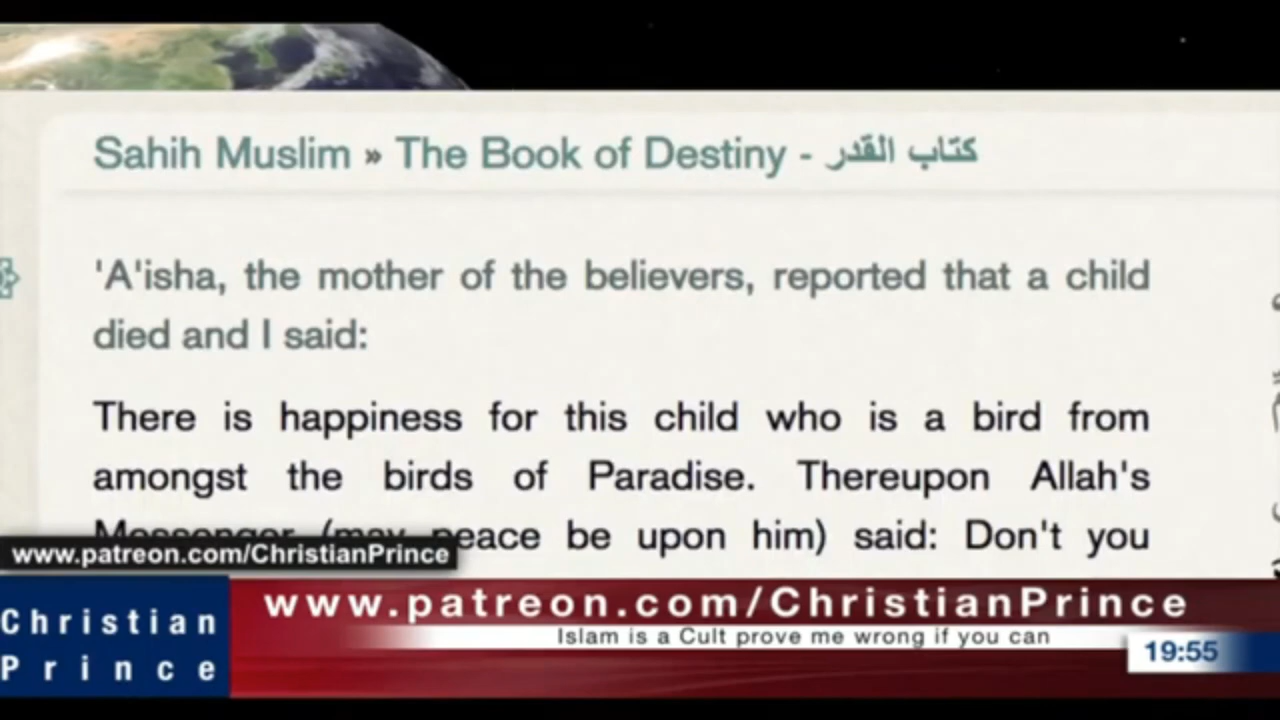 Sahih Muslim » The Book of Destiny - كتاب القدر
'A'isha, the mother of the believers, reported that a child
died and I said:
There is happiness for this child who is a bird from
amongst the birds of Paradise. Thereupon Allah's
Messenger (may peace be upon him) said: Don't you
www.patreon.com/ChristianPrince
www.patreon.com/ChristianPrince
Islam is a Cult prove me wrong if you can
Christian
Prince
19:55